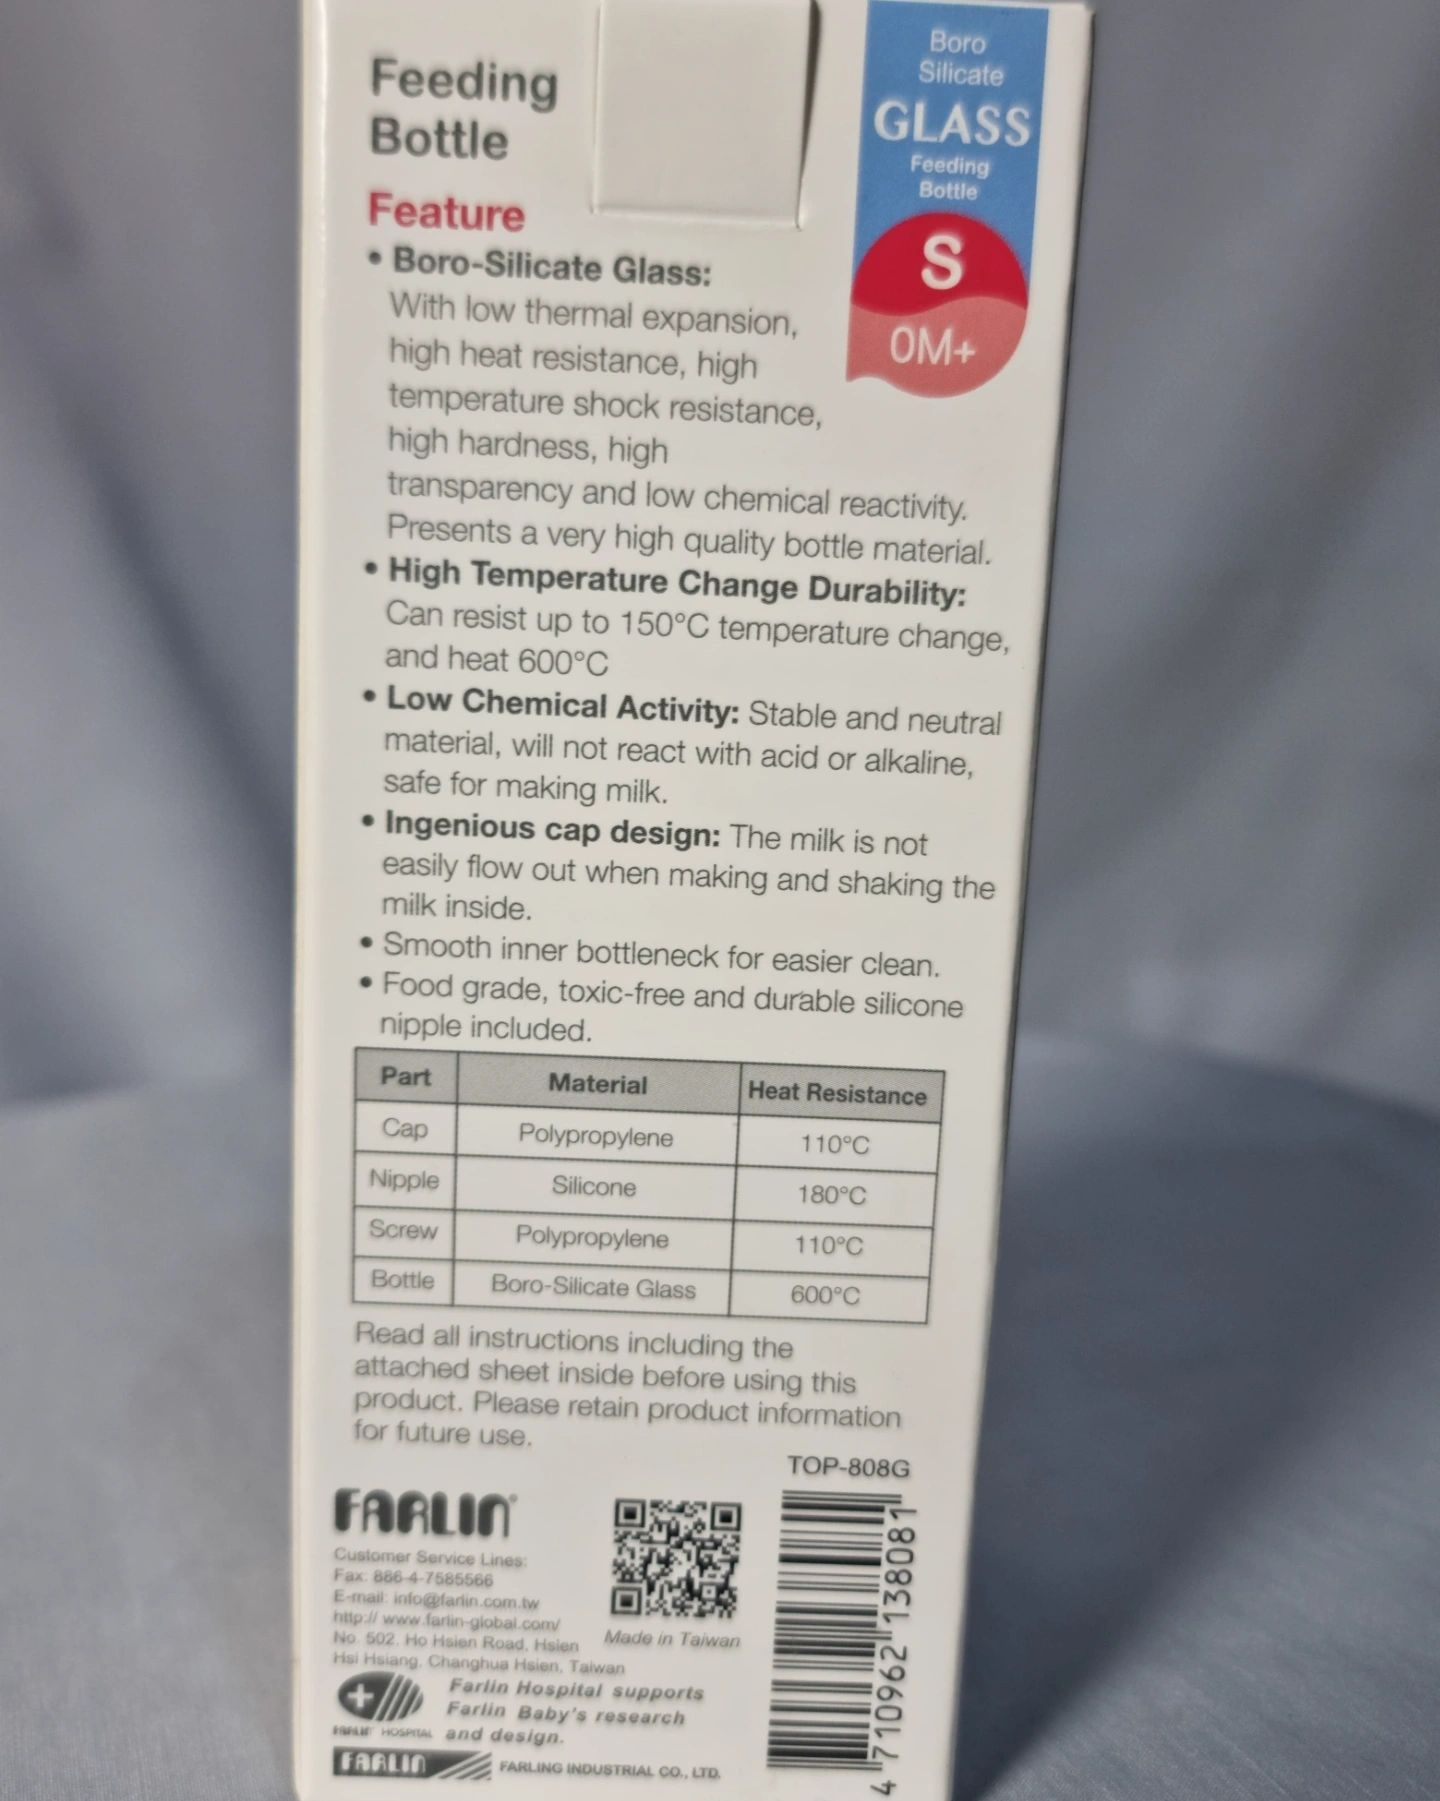 Feeding
Bottle
Boro
Silicate
GLASS
Feeding
Bottle
S
0M+
Feature
• Boro-Silicate Glass:
With low thermal expansion,
high heat resistance, high
temperature shock resistance,
high hardness, high
transparency and low chemical reactivity.
Presents a very high quality bottle material.
• High Temperature Change Durability:
Can resist up to 150°C temperature change,
and heat 600°C
• Low Chemical Activity: Stable and neutral
material, will not react with acid or alkaline,
safe for making milk.
• Ingenious cap design: The milk is not
easily flow out when making and shaking the
milk inside.
• Smooth inner bottleneck for easier clean.
• Food grade, toxic-free and durable silicone
nipple included.
Part Material Heat Resistance
Cap Polypropylene 110°C
Nipple Silicone 180°C
Screw Polypropylene 110°C
Bottle Boro-Silicate Glass 600°C
Read all instructions including the
attached sheet inside before using this
product. Please retain product information
for future use.
TOP-808G
FARLIN®
Customer Service Lines:
Fax: 886-4-7585566
E-mail: info@farlin.com.tw
http:// www.farlin-global.com/
No. 502, Ho Hsien Road, Hsien
Hsi Hsiang, Changhua Hsien, Taiwan
Made in Taiwan
4 710962 138081
Farlin Hospital supports
Farlin Baby's research
and design.
FARLIN HOSPITAL
FARLIN
FARLING INDUSTRIAL CO., LTD.